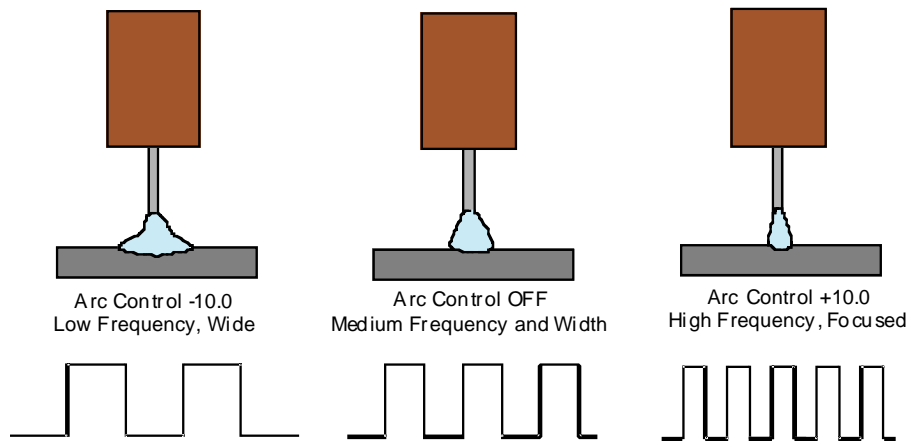 Arc Control -10.0
Low Frequency, Wide
Arc Control OFF
Medium Frequency and Width
Arc Control +10.0
High Frequency, Focused